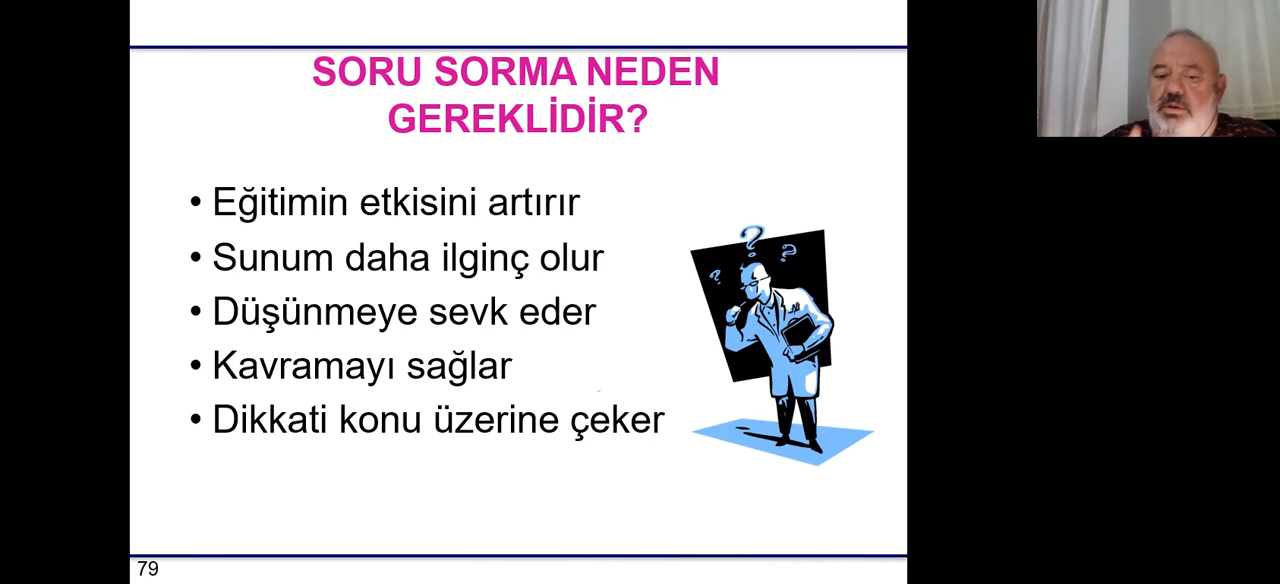 SORU SORMA NEDEN
GEREKLİDİR?
• Eğitimin etkisini artırır
• Sunum daha ilginç olur
• Düşünmeye sevk eder
• Kavramayı sağlar
• Dikkati konu üzerine çeker
? ? ?
79